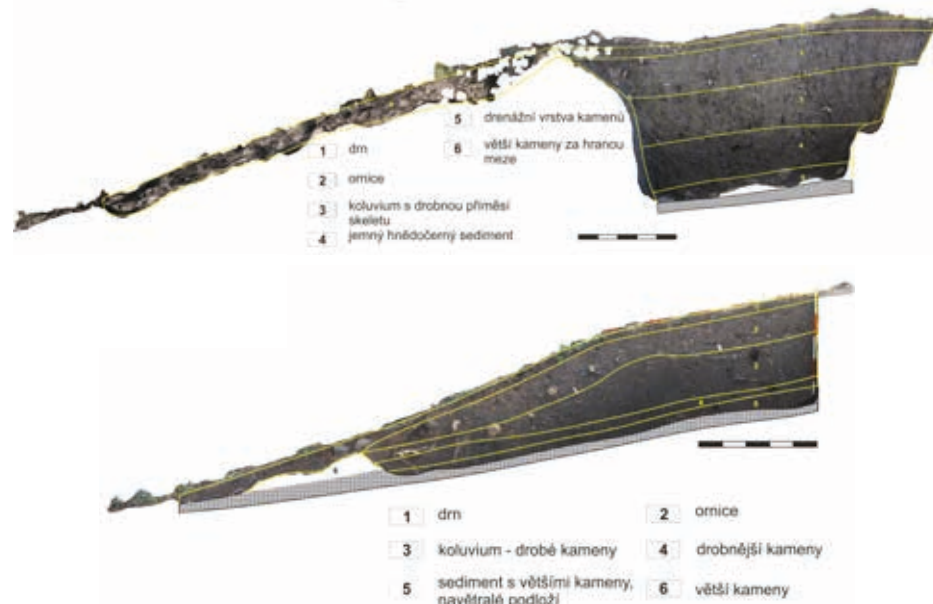 5 drenážní vrstva kamenů
1 drn
6 větší kameny za hranou
meze
2 ornice
3 koluvium s drobnou příměsí
skeletu
4 jemný hnědočerný sediment
1 drn
2 ornice
3 koluvium - drobé kameny
4 drobnější kameny
5 sediment s většími kameny,
navětralé podloží
6 větší kameny